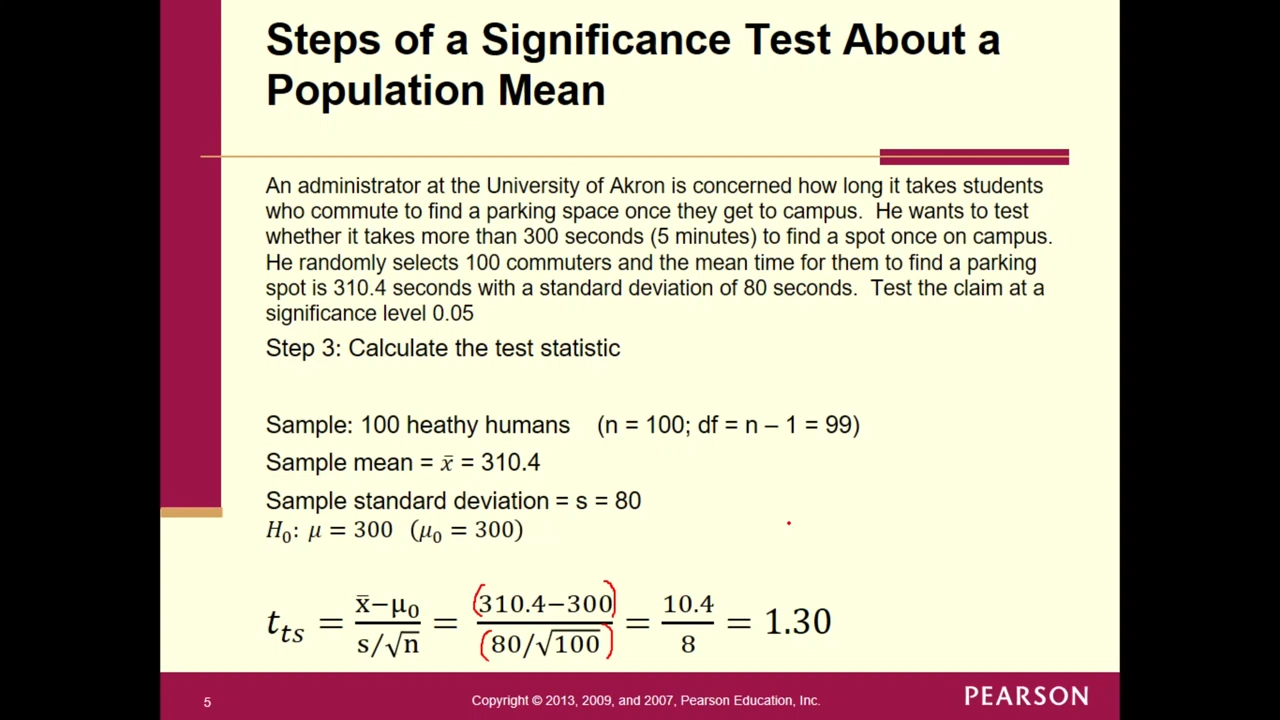 Steps of a Significance Test About a
Population Mean
An administrator at the University of Akron is concerned how long it takes students
who commute to find a parking space once they get to campus.  He wants to test
whether it takes more than 300 seconds (5 minutes) to find a spot once on campus.
He randomly selects 100 commuters and the mean time for them to find a parking
spot is 310.4 seconds with a standard deviation of 80 seconds.  Test the claim at a
significance level 0.05
Step 3: Calculate the test statistic
Sample: 100 heathy humans    (n = 100; df = n – 1 = 99)
Sample mean = x̄ = 310.4
Sample standard deviation = s = 80
H₀: μ = 300  (μ₀ = 300)
t_ts = (x̄−μ₀)/(s/√n) = (310.4−300)/(80/√100) = 10.4/8 = 1.30
5
Copyright © 2013, 2009, and 2007, Pearson Education, Inc.
PEARSON